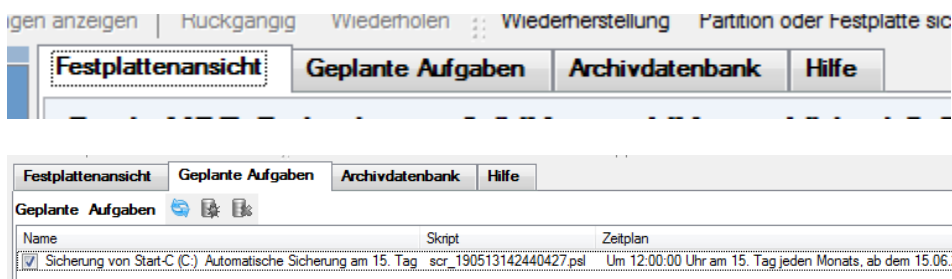 anzeigen Rückgängig Wiederholen Wiederherstellung Partition oder Festplatte
Festplattenansicht Geplante Aufgaben Archivdatenbank Hilfe
Festplattenansicht Geplante Aufgaben Archivdatenbank Hilfe
Geplante Aufgaben
Name Skript Zeitplan
Sicherung von Start-C (C:) Automatische Sicherung am 15. Tag scr_190513142440427.psl Um 12:00:00 Uhr am 15. Tag jeden Monats, ab dem 15.06.